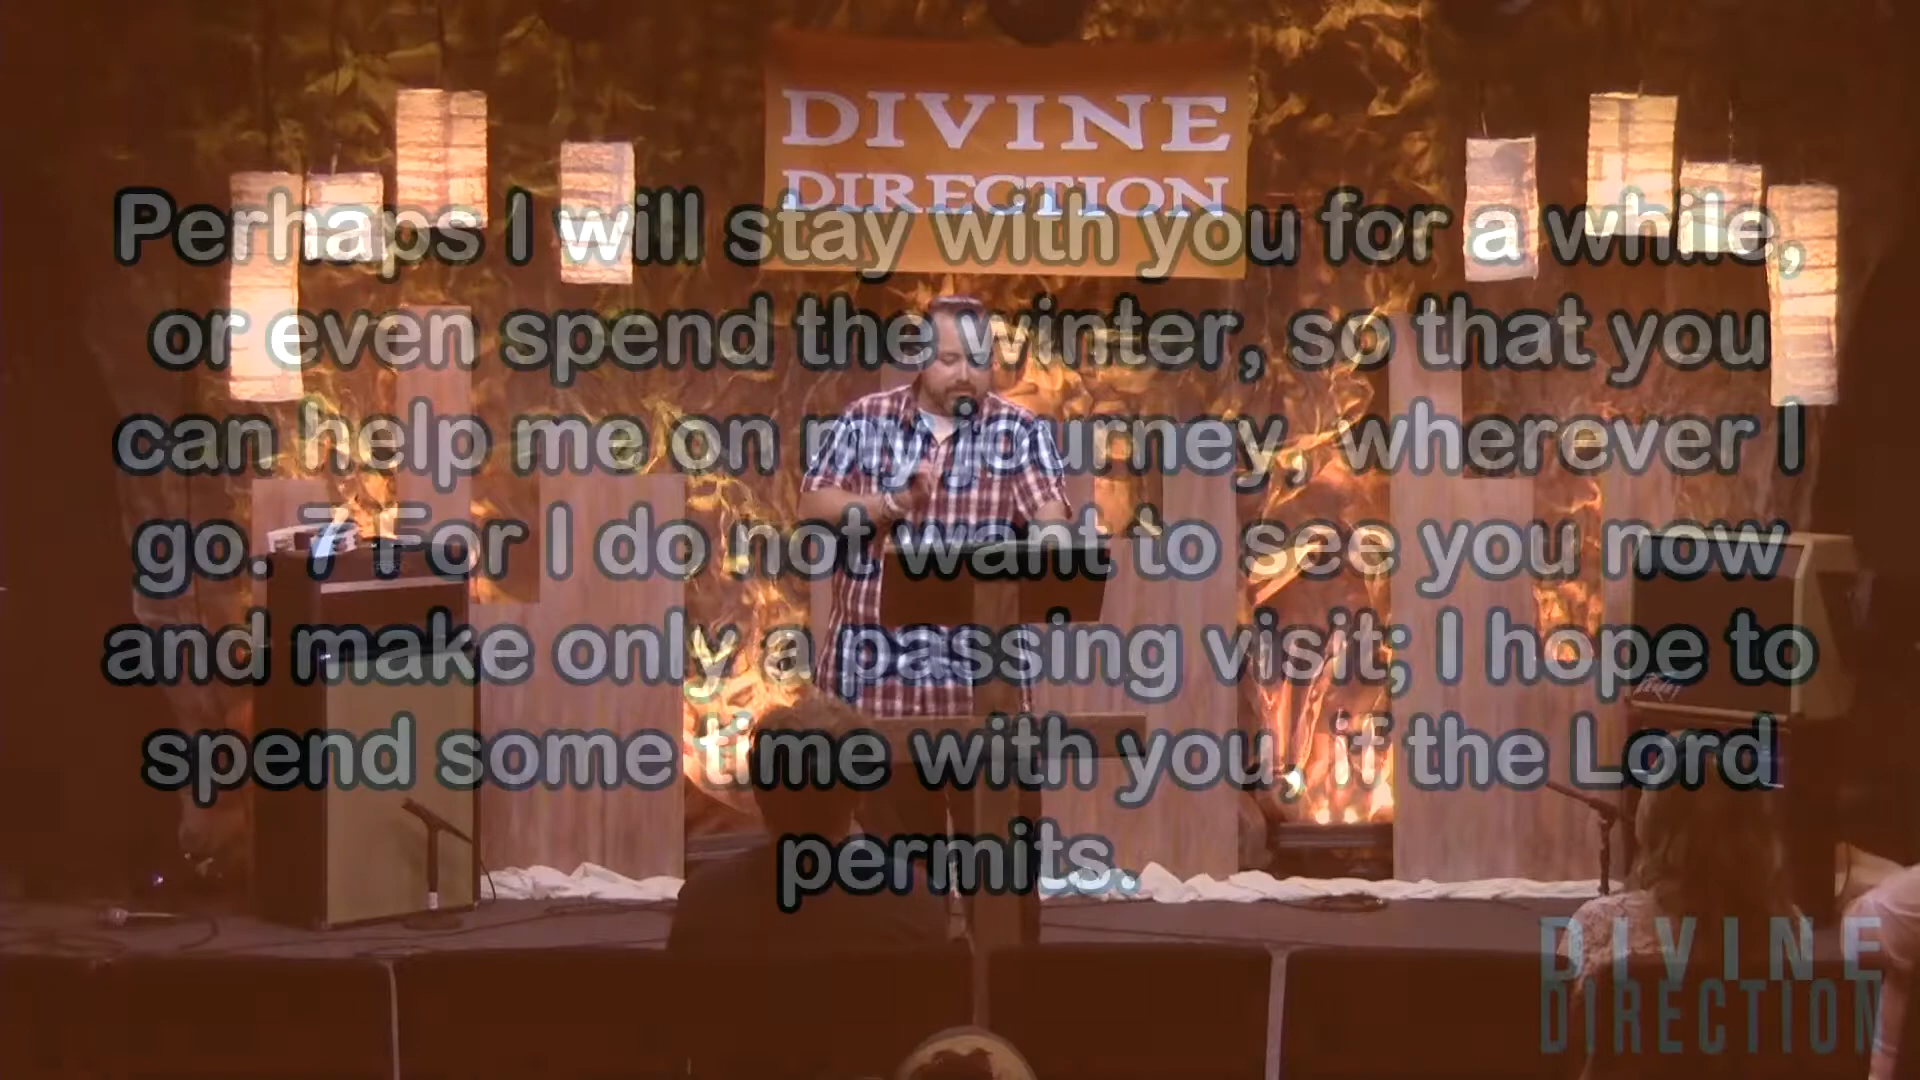 DIVINE
DIRECTION
Perhaps I will stay with you for a while,
or even spend the winter, so that you
can help me on my journey, wherever I
go. 7 For I do not want to see you now
and make only a passing visit; I hope to
spend some time with you, if the Lord
permits.
Peavey
DIVINE
DIRECTION